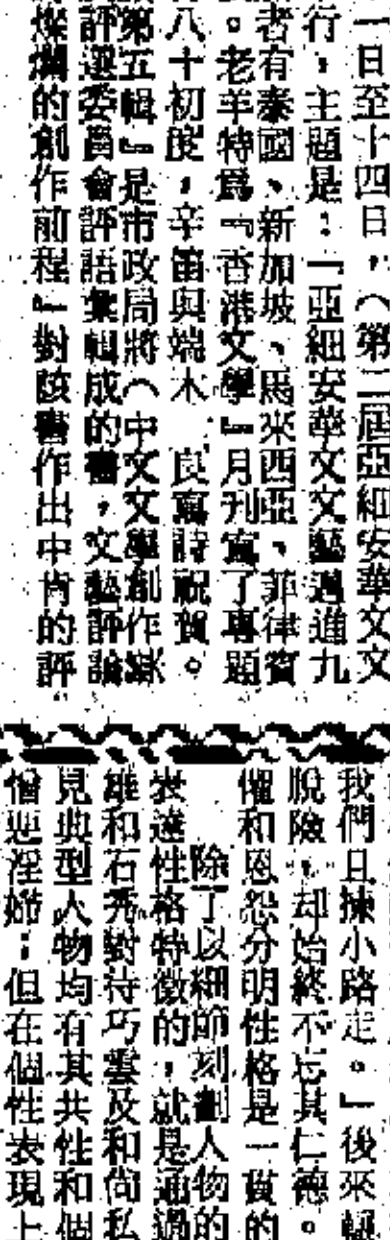 一日至十四日，（第二屆亞細安華文文
行，主題是：「亞細安華文文藝邁進九
者有泰國、新加坡、馬來西亞、菲律賓
。老羊特爲『香港文學』月刊寫了專題
八十初度，辛笛與端木　良寫詩祝賀。
第五輯』是市政局將（中文文學創作獎
評選委員會評語彙輯成的書，文藝評論
燦爛的創作前程』對該書作出中肯的評
我們且揀小路走。」後來
脫險，却始終不忘其仁德。
和恩怨分明性格是一貫的
除了以細節刻劃人物的
表達性格特徵的，就是通過
雄和石秀對待巧雲及和尙私
見典型人物均有其共性和個
僧惡淫婦；但在個性表現上